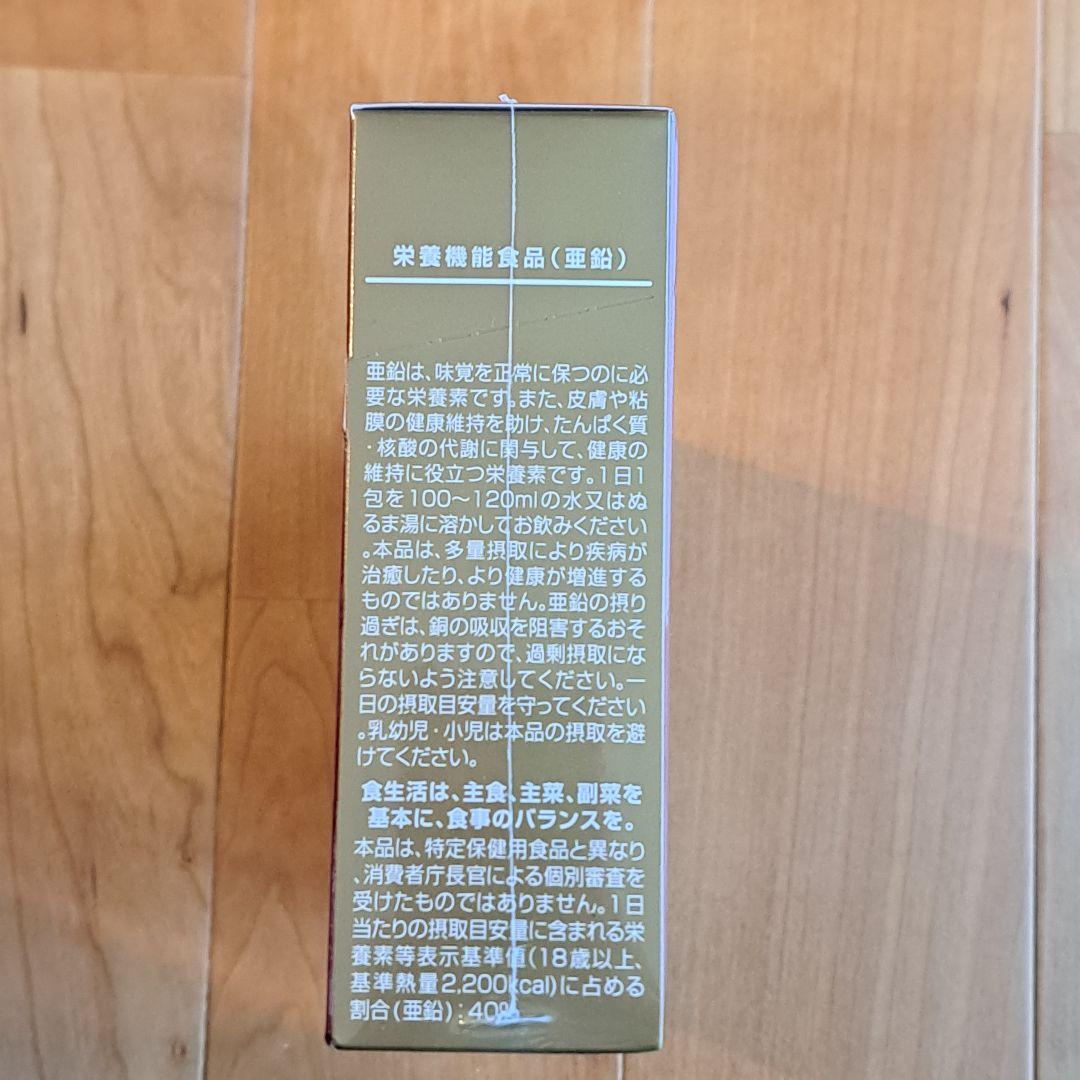 栄養機能食品(亜鉛)
亜鉛は、味覚を正常に保つのに必
要な栄養素です。また、皮膚や粘
膜の健康維持を助け、たんぱく質
・核酸の代謝に関与して、健康の
維持に役立つ栄養素です。1日1
包を100〜120mlの水又はぬ
るま湯に溶かしてお飲みください
。本品は、多量摂取により疾病が
治癒したり、より健康が増進する
ものではありません。亜鉛の摂り
過ぎは、銅の吸収を阻害するおそ
れがありますので、過剰摂取にな
らないよう注意してください。一
日の摂取目安量を守ってください
。乳幼児・小児は本品の摂取を避
けてください。
食生活は、主食、主菜、副菜を
基本に、食事のバランスを。
本品は、特定保健用食品と異なり
、消費者庁長官による個別審査を
受けたものではありません。1日
当たりの摂取目安量に含まれる栄
養素等表示基準値(18歳以上、
基準熱量2,200kcal)に占める
割合(亜鉛):40%